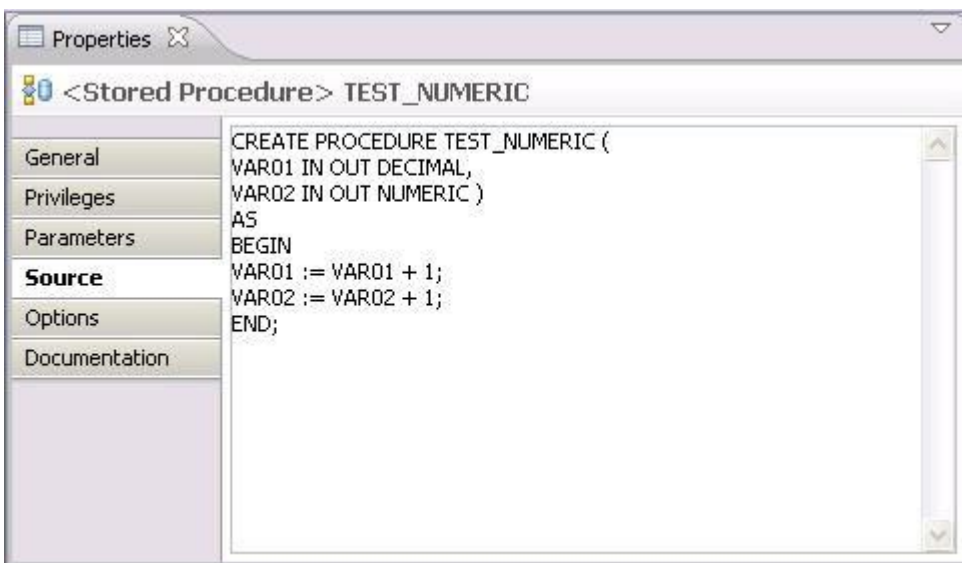 Properties
<Stored Procedure> TEST_NUMERIC
General
Privileges
Parameters
Source
Options
Documentation
CREATE PROCEDURE TEST_NUMERIC (
VAR01 IN OUT DECIMAL,
VAR02 IN OUT NUMERIC )
AS
BEGIN
VAR01 := VAR01 + 1;
VAR02 := VAR02 + 1;
END;